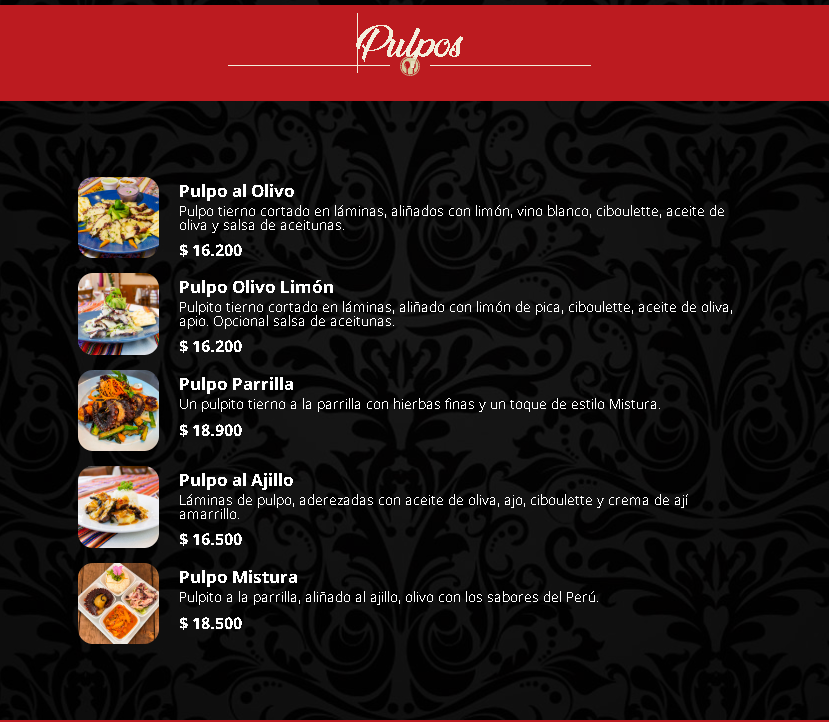 Pulpos
Pulpo al Olivo
Pulpo tierno cortado en láminas, aliñados con limón, vino blanco, ciboulette, aceite de
oliva y salsa de aceitunas.
$ 16.200
Pulpo Olivo Limón
Pulpito tierno cortado en láminas, aliñado con limón de pica, ciboulette, aceite de oliva,
apio. Opcional salsa de aceitunas.
$ 16.200
Pulpo Parrilla
Un pulpito tierno a la parrilla con hierbas finas y un toque de estilo Mistura.
$ 18.900
Pulpo al Ajillo
Láminas de pulpo, aderezadas con aceite de oliva, ajo, ciboulette y crema de ají
amarrillo.
$ 16.500
Pulpo Mistura
Pulpito a la parrilla, aliñado al ajillo, olivo con los sabores del Perú.
$ 18.500